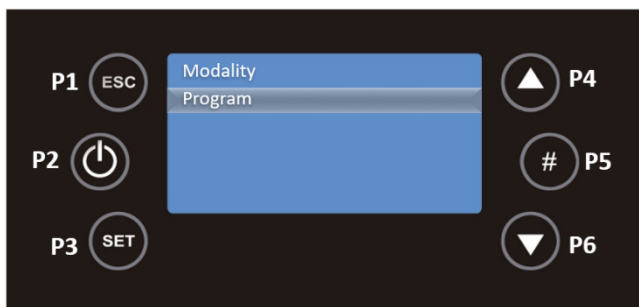 P1 ESC
Modality
Program
P4
P2
# P5
P3 SET
P6